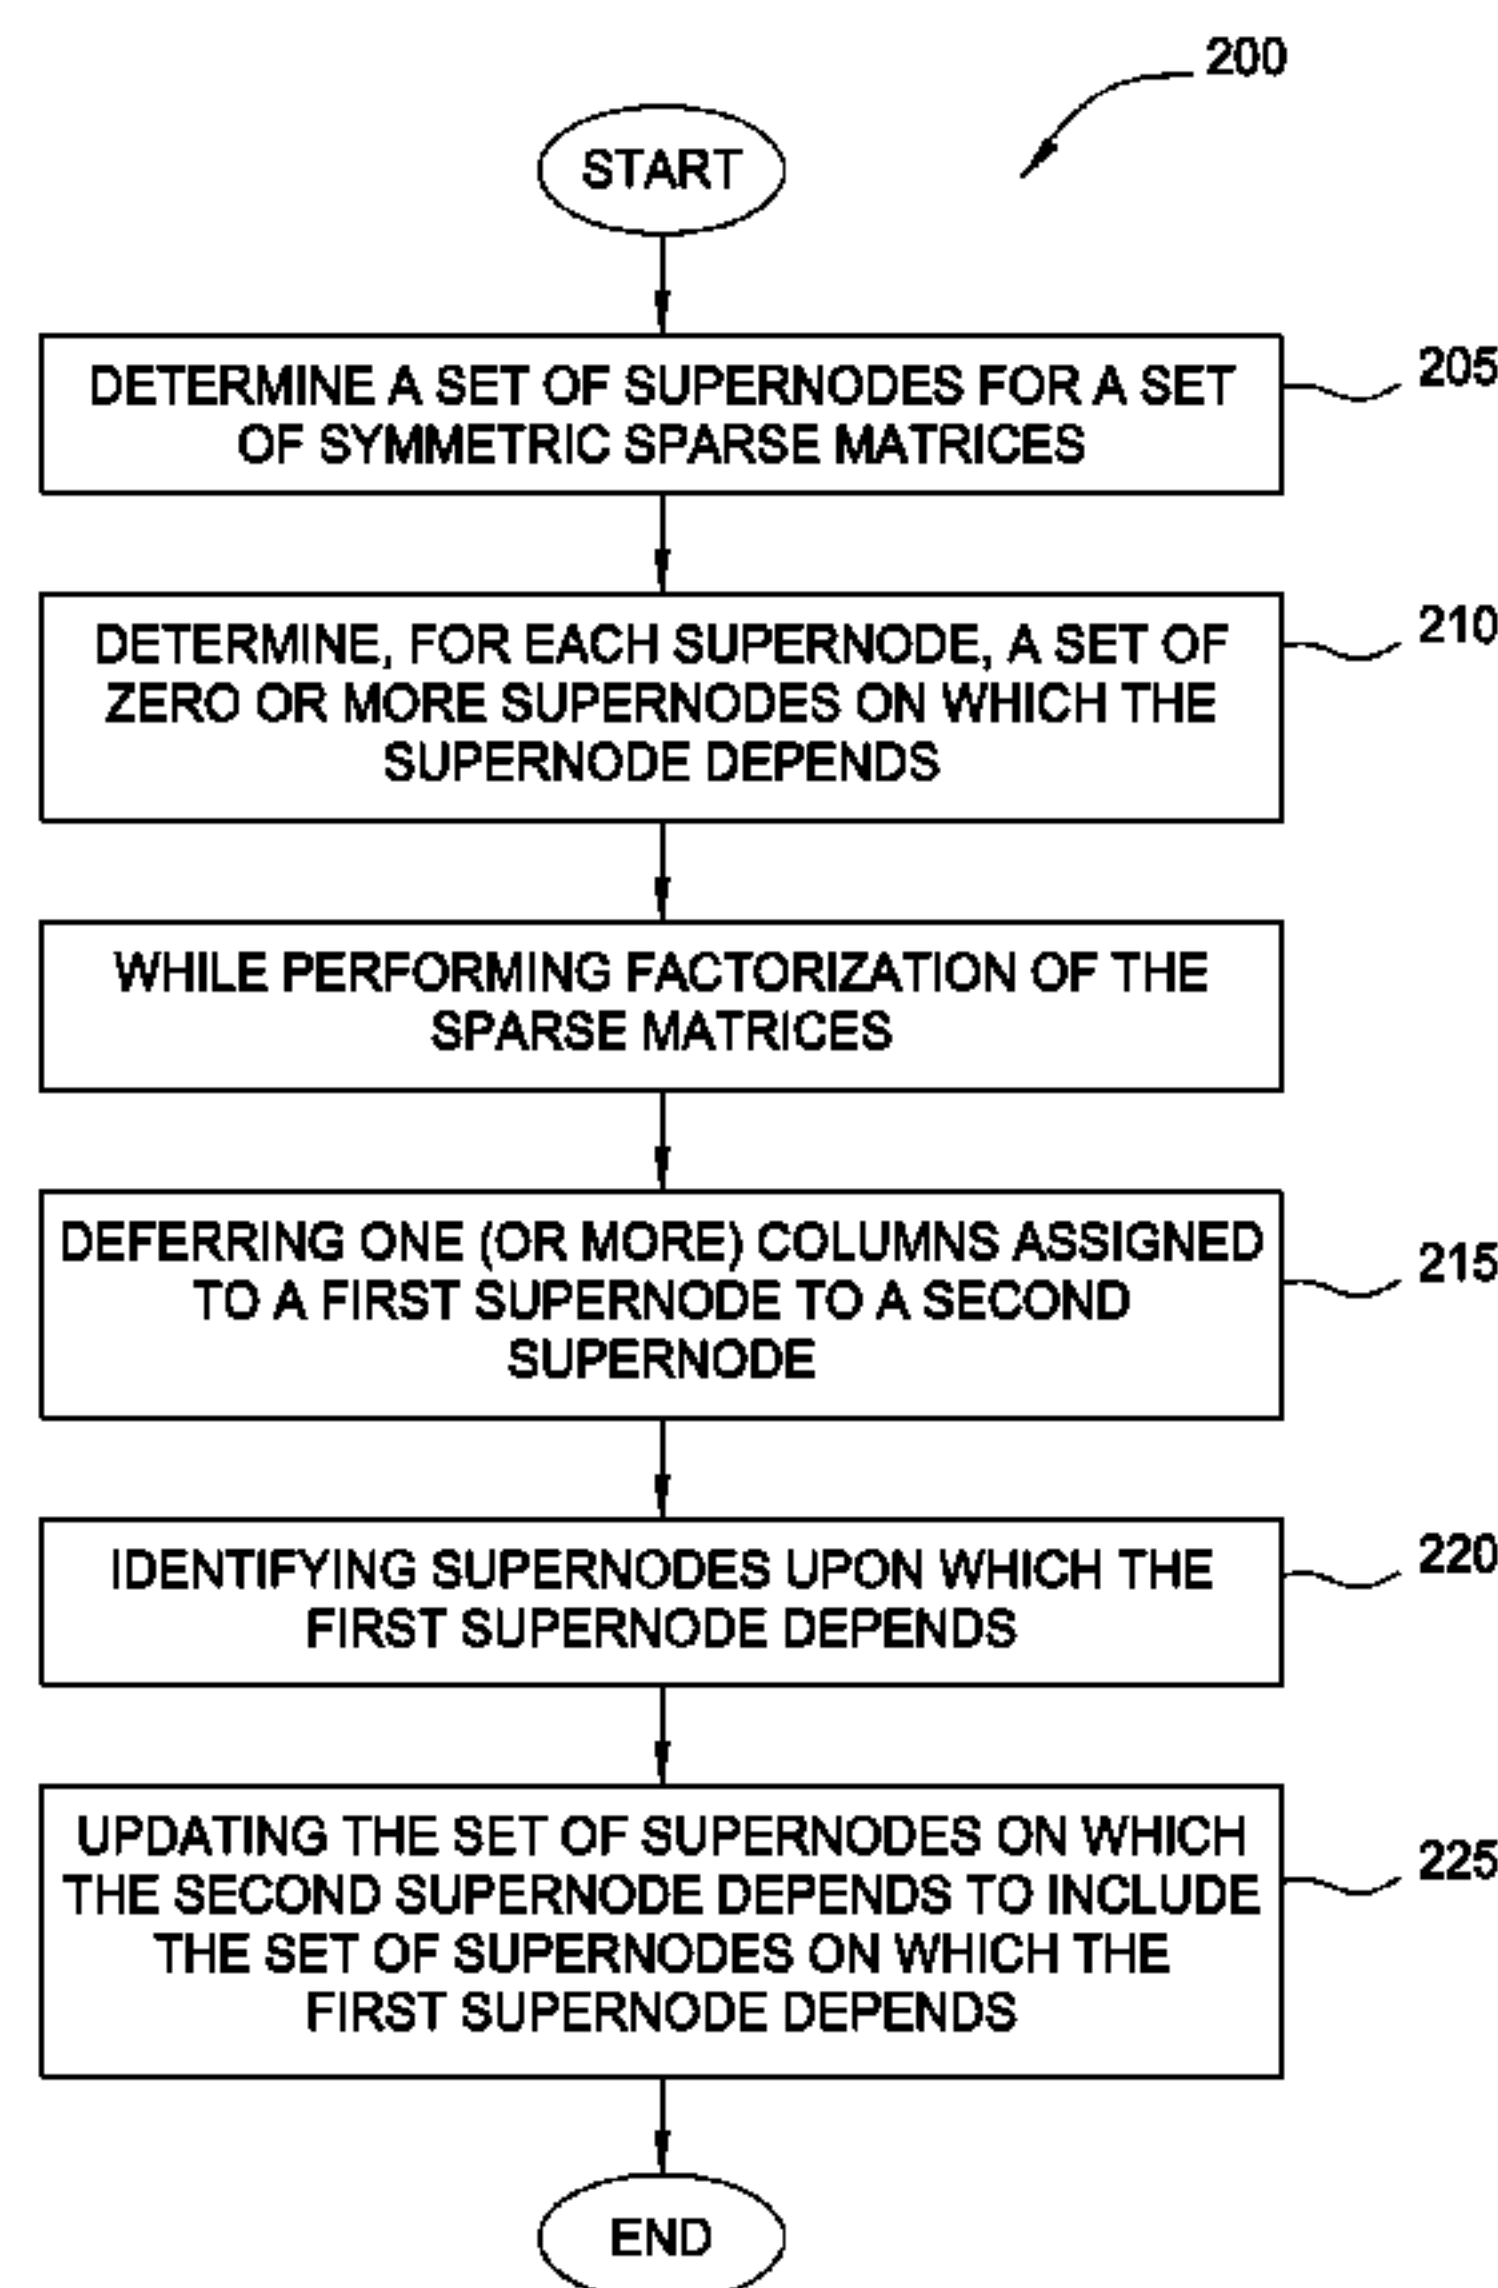 200
START
DETERMINE A SET OF SUPERNODES FOR A SET
OF SYMMETRIC SPARSE MATRICES
205
DETERMINE, FOR EACH SUPERNODE, A SET OF
ZERO OR MORE SUPERNODES ON WHICH THE
SUPERNODE DEPENDS
210
WHILE PERFORMING FACTORIZATION OF THE
SPARSE MATRICES
DEFERRING ONE (OR MORE) COLUMNS ASSIGNED
TO A FIRST SUPERNODE TO A SECOND
SUPERNODE
215
IDENTIFYING SUPERNODES UPON WHICH THE
FIRST SUPERNODE DEPENDS
220
UPDATING THE SET OF SUPERNODES ON WHICH
THE SECOND SUPERNODE DEPENDS TO INCLUDE
THE SET OF SUPERNODES ON WHICH THE
FIRST SUPERNODE DEPENDS
225
END